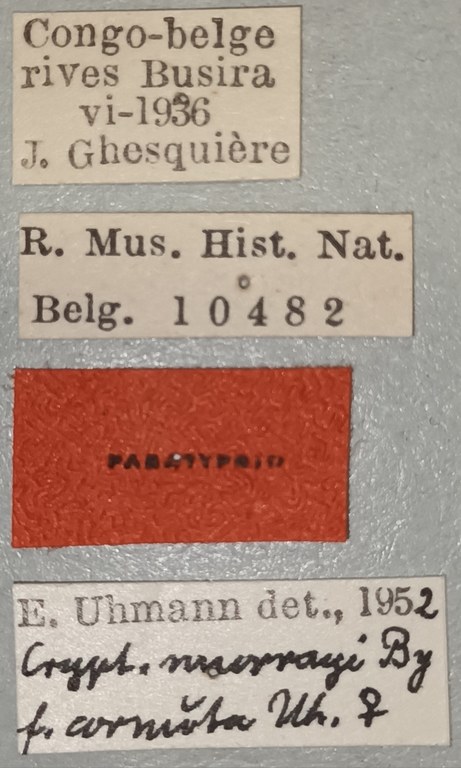 Congo-belge
rives Busira
vi-1936
J. Ghesquière
R. Mus. Hist. Nat.
Belg. 10482
PARATYPOID
E. Uhmann det., 1952
Crypt. murrayi By
f. cornuta Uh. ♀